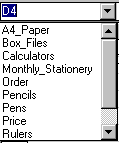 D4
A4_Paper
Box_Files
Calculators
Monthly_Stationery
Order
Pencils
Pens
Price
Rulers